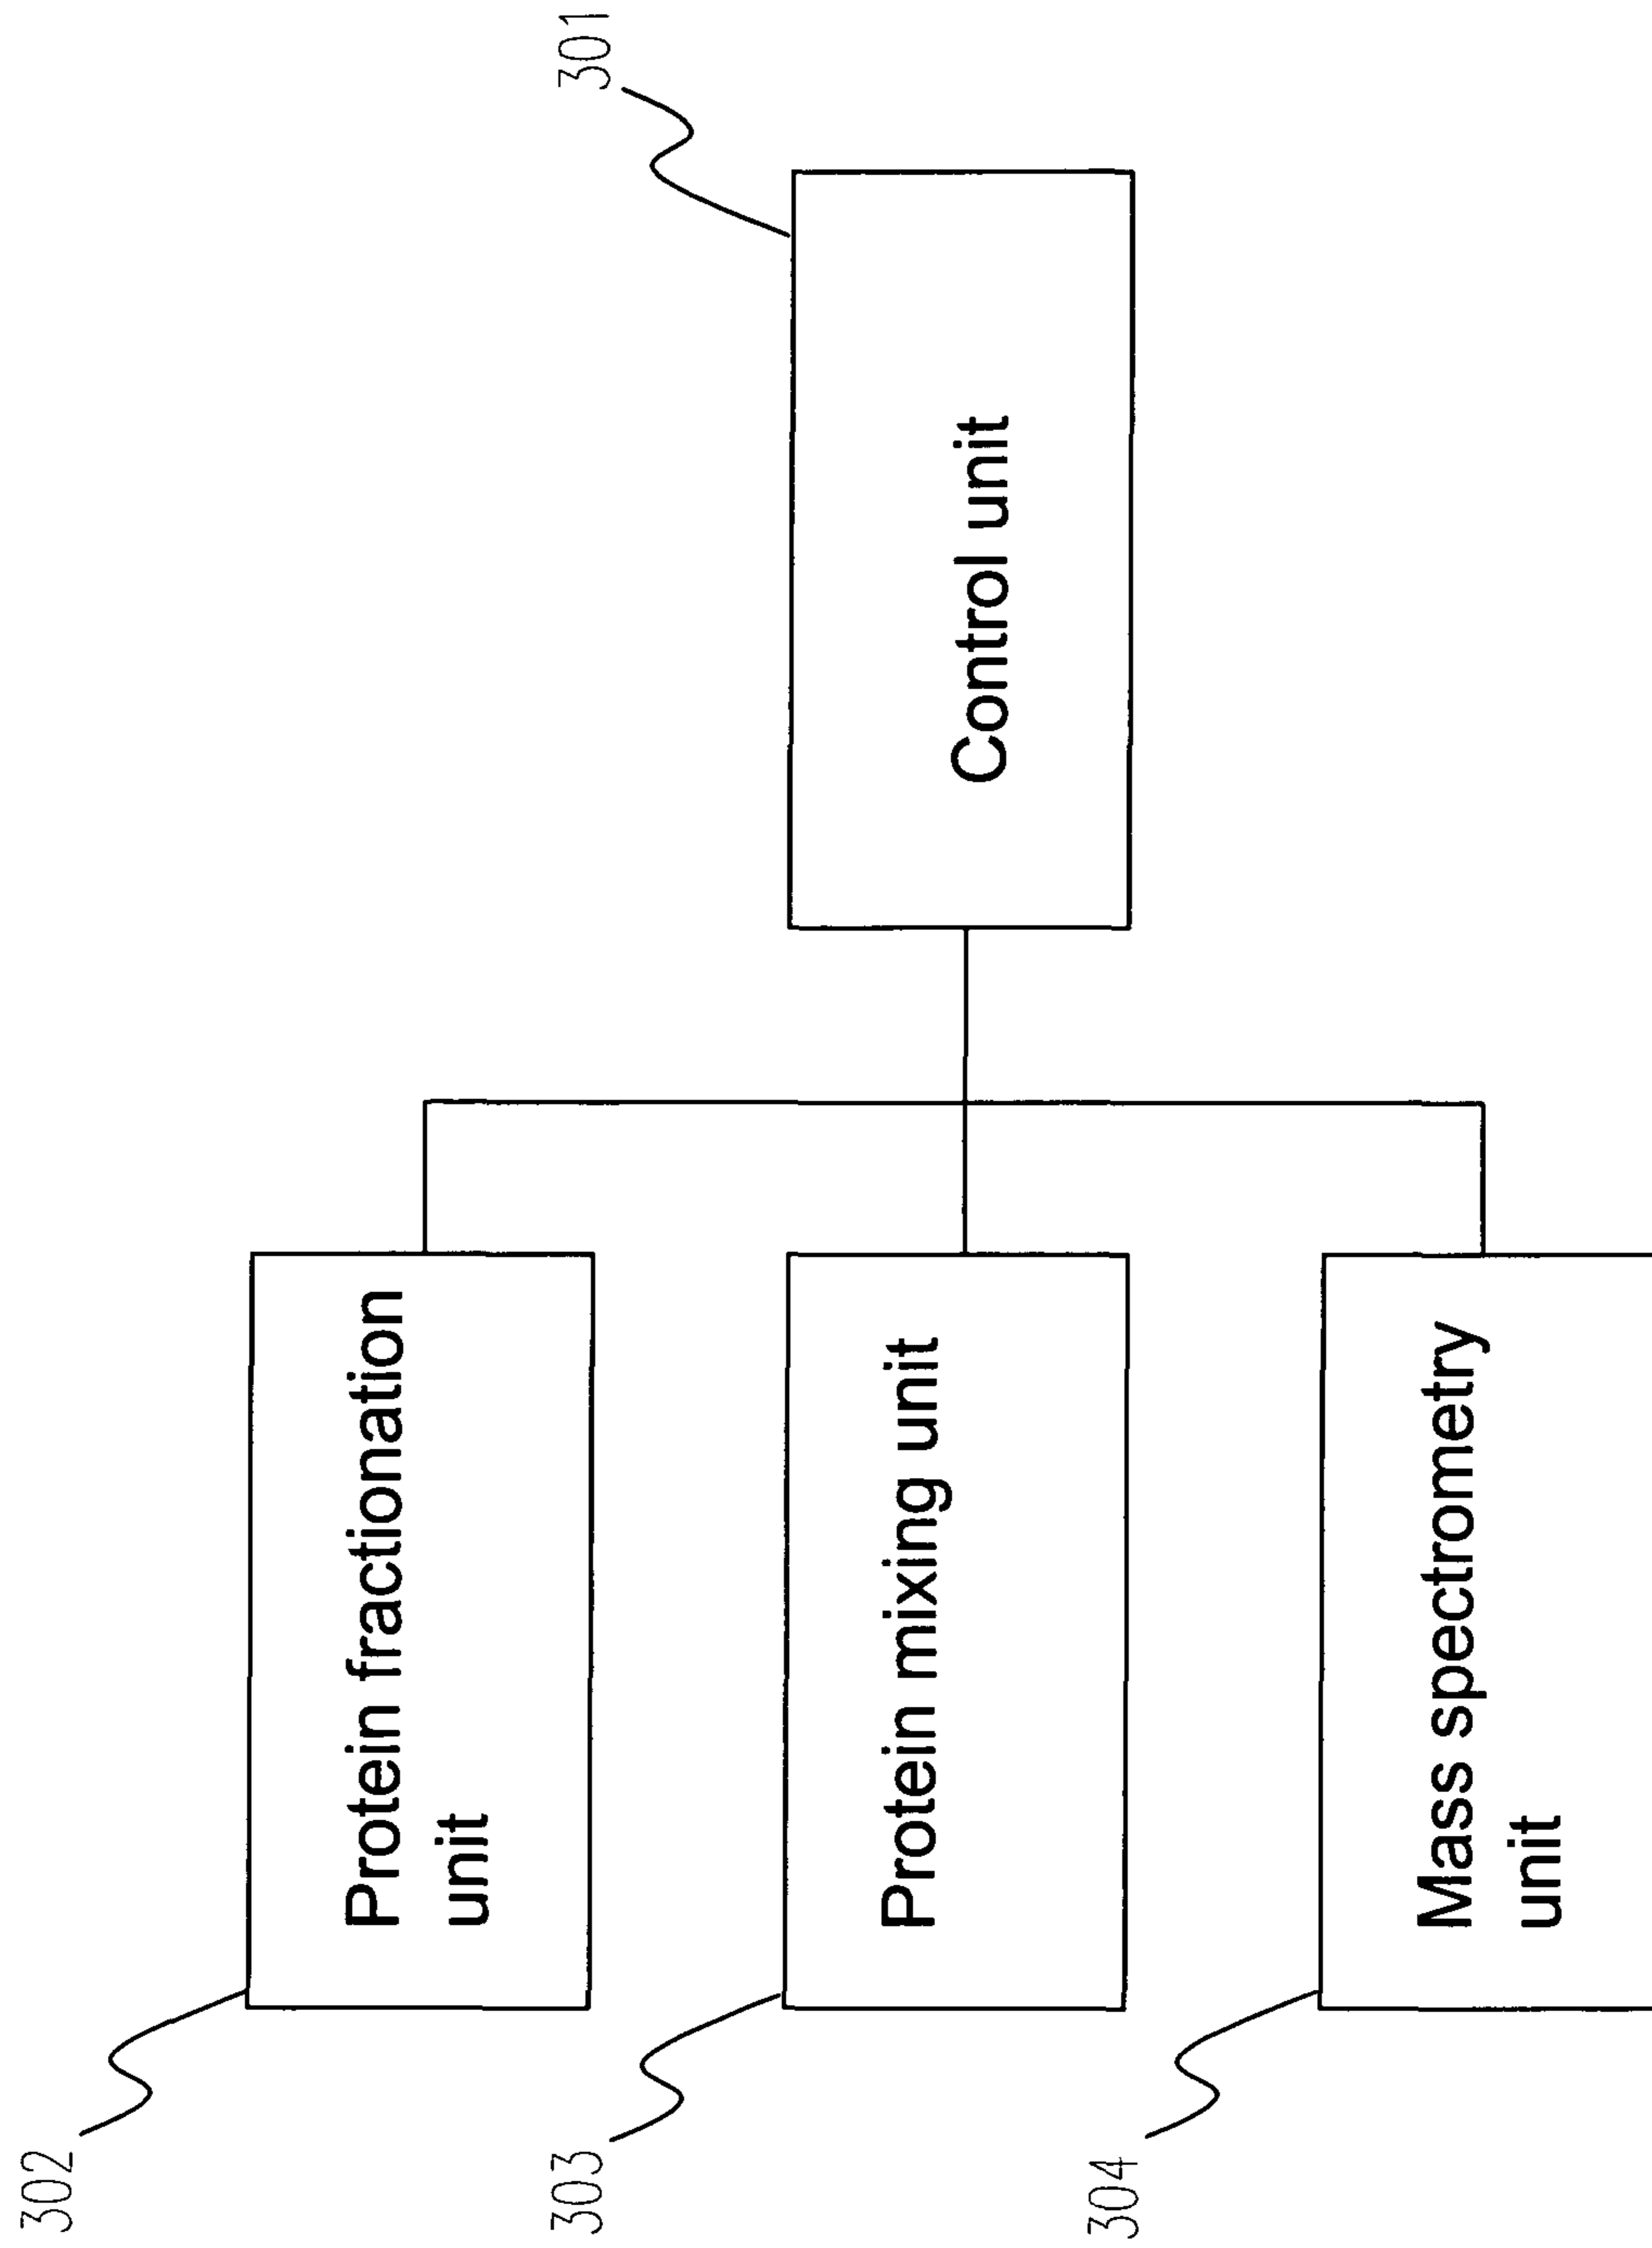 302
Protein fractionation
unit
303
Protein mixing unit
304
Mass spectrometry
unit
Control unit
301